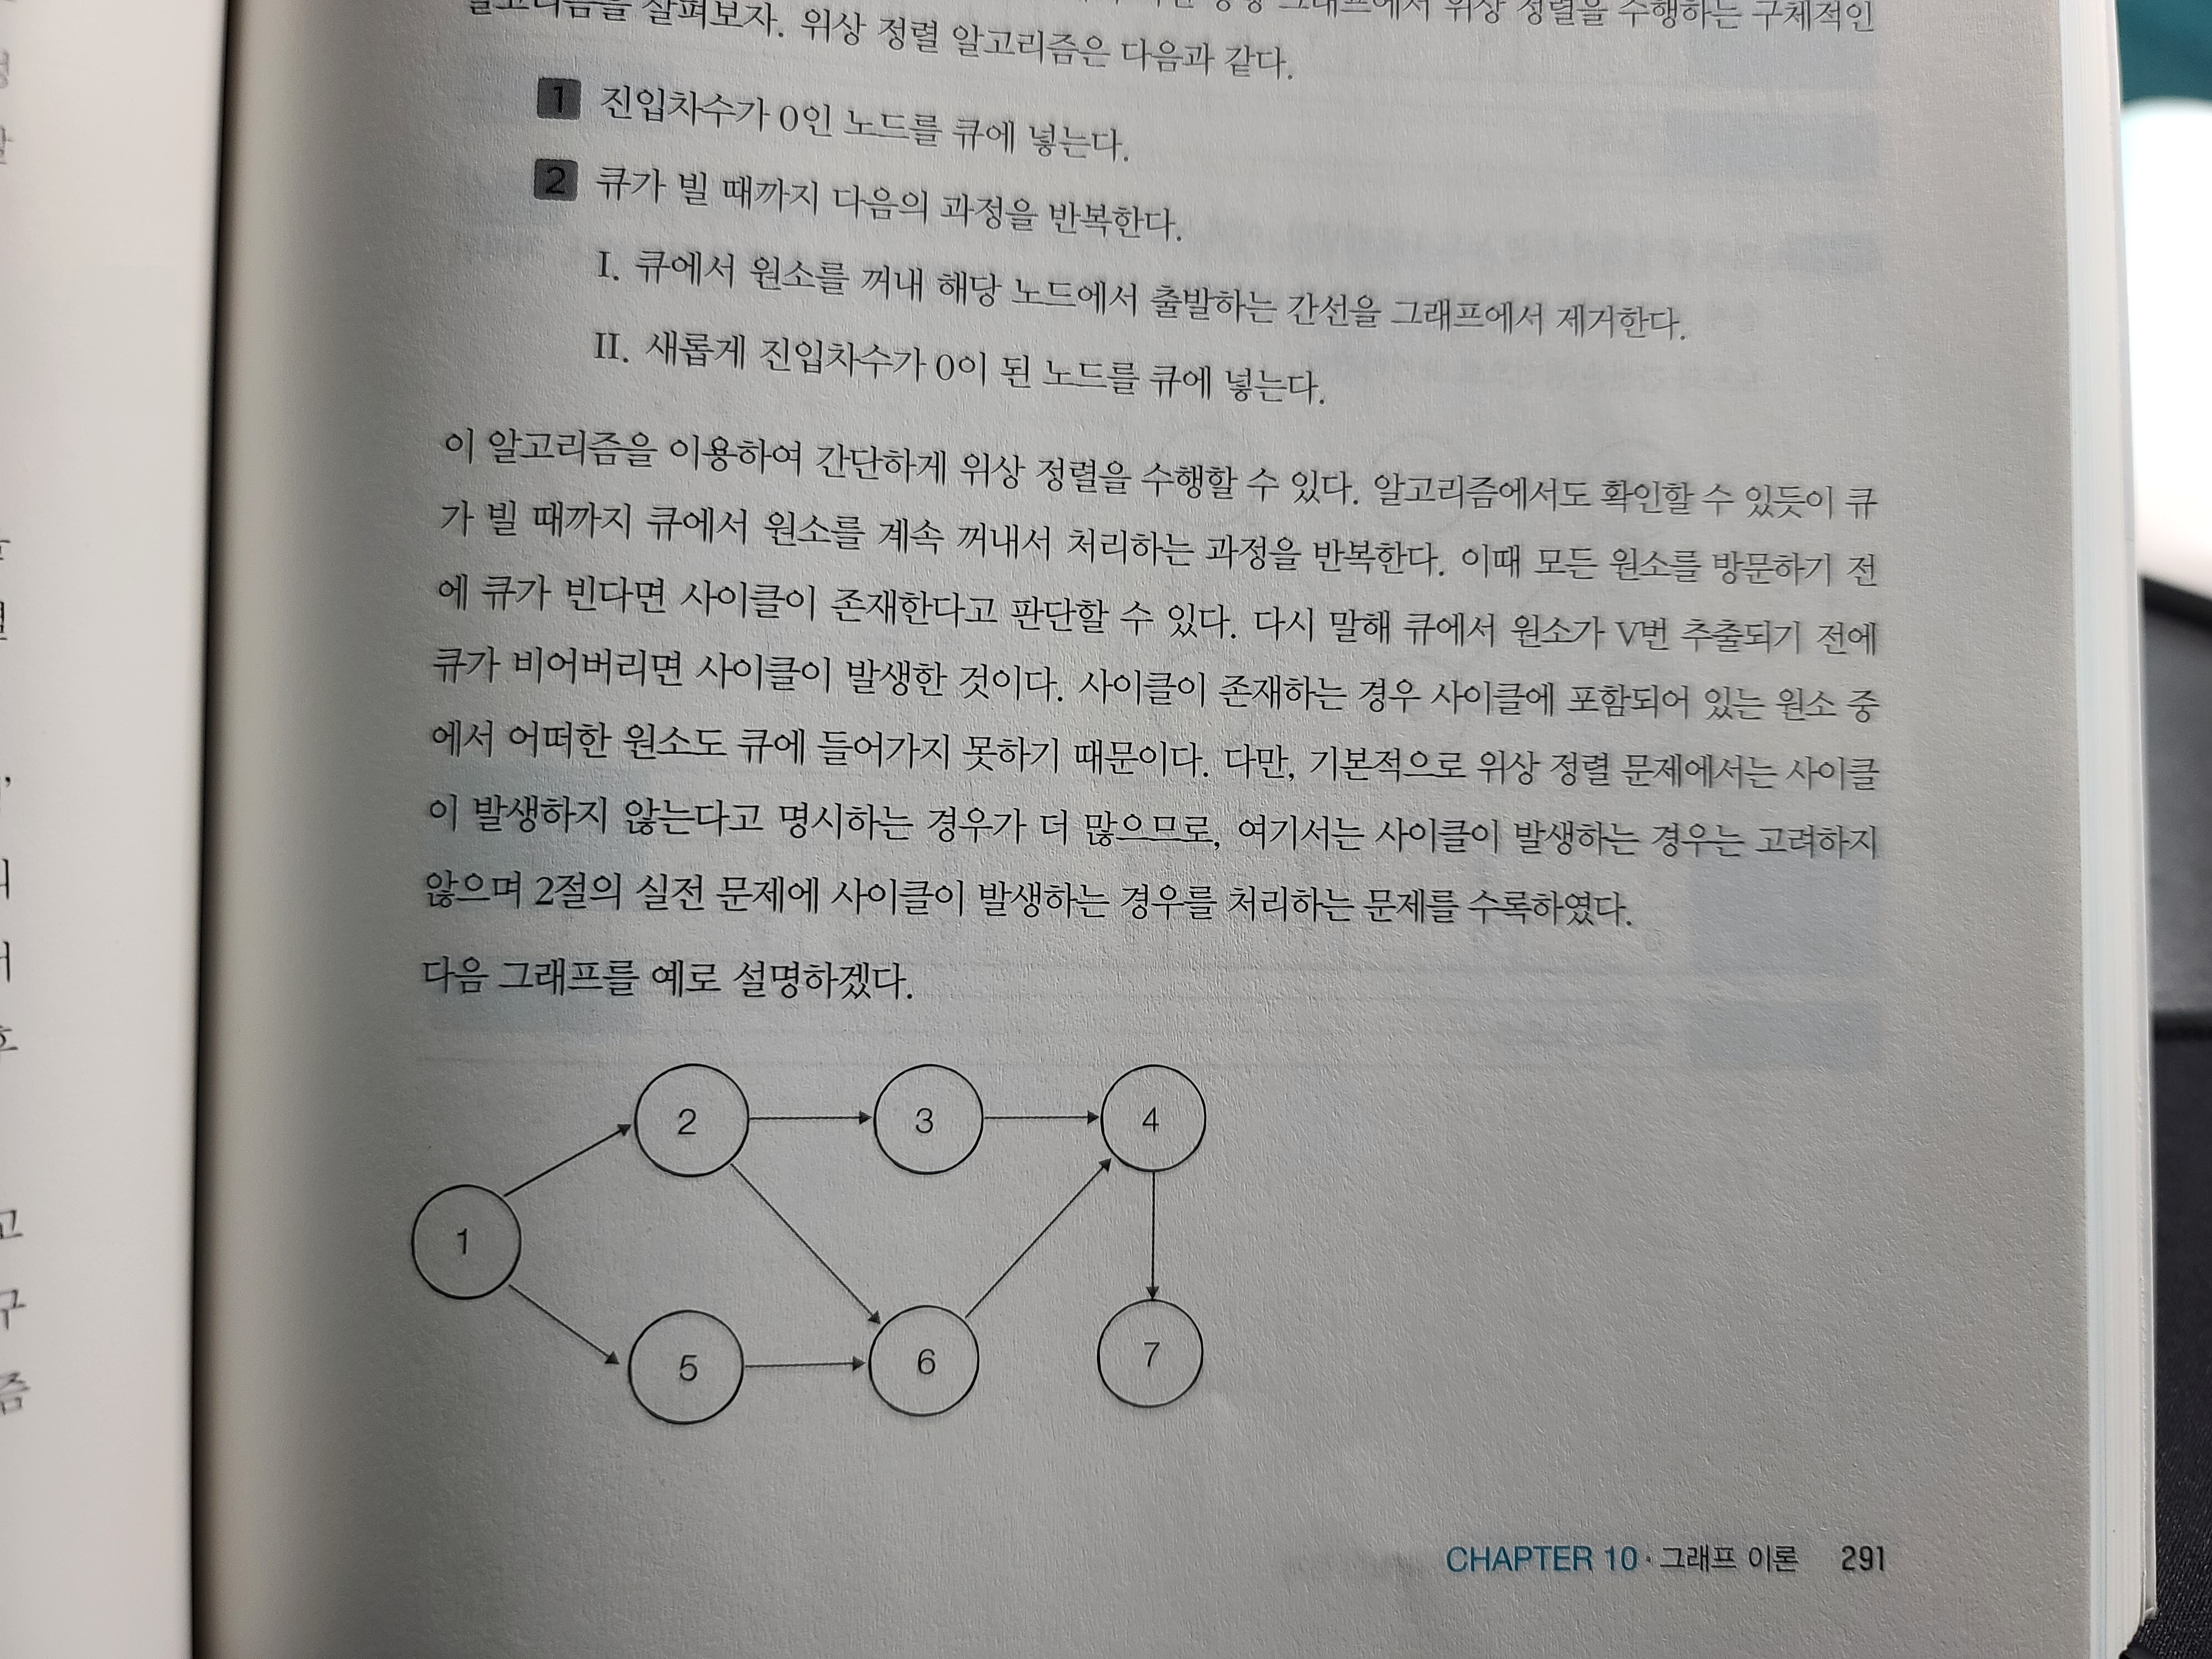 그래프에서 위상 정렬을 수행하는 구체적인
알고리즘을 살펴보자. 위상 정렬 알고리즘은 다음과 같다.
1 진입차수가 0인 노드를 큐에 넣는다.
2 큐가 빌 때까지 다음의 과정을 반복한다.
I. 큐에서 원소를 꺼내 해당 노드에서 출발하는 간선을 그래프에서 제거한다.
II. 새롭게 진입차수가 0이 된 노드를 큐에 넣는다.
이 알고리즘을 이용하여 간단하게 위상 정렬을 수행할 수 있다. 알고리즘에서도 확인할 수 있듯이 큐
가 빌 때까지 큐에서 원소를 계속 꺼내서 처리하는 과정을 반복한다. 이때 모든 원소를 방문하기 전
에 큐가 빈다면 사이클이 존재한다고 판단할 수 있다. 다시 말해 큐에서 원소가 V번 추출되기 전에
큐가 비어버리면 사이클이 발생한 것이다. 사이클이 존재하는 경우 사이클에 포함되어 있는 원소 중
에서 어떠한 원소도 큐에 들어가지 못하기 때문이다. 다만, 기본적으로 위상 정렬 문제에서는 사이클
이 발생하지 않는다고 명시하는 경우가 더 많으므로, 여기서는 사이클이 발생하는 경우는 고려하지
않으며 2절의 실전 문제에 사이클이 발생하는 경우를 처리하는 문제를 수록하였다.
다음 그래프를 예로 설명하겠다.
2 3 4
1
5 6 7
CHAPTER 10 · 그래프 이론 291